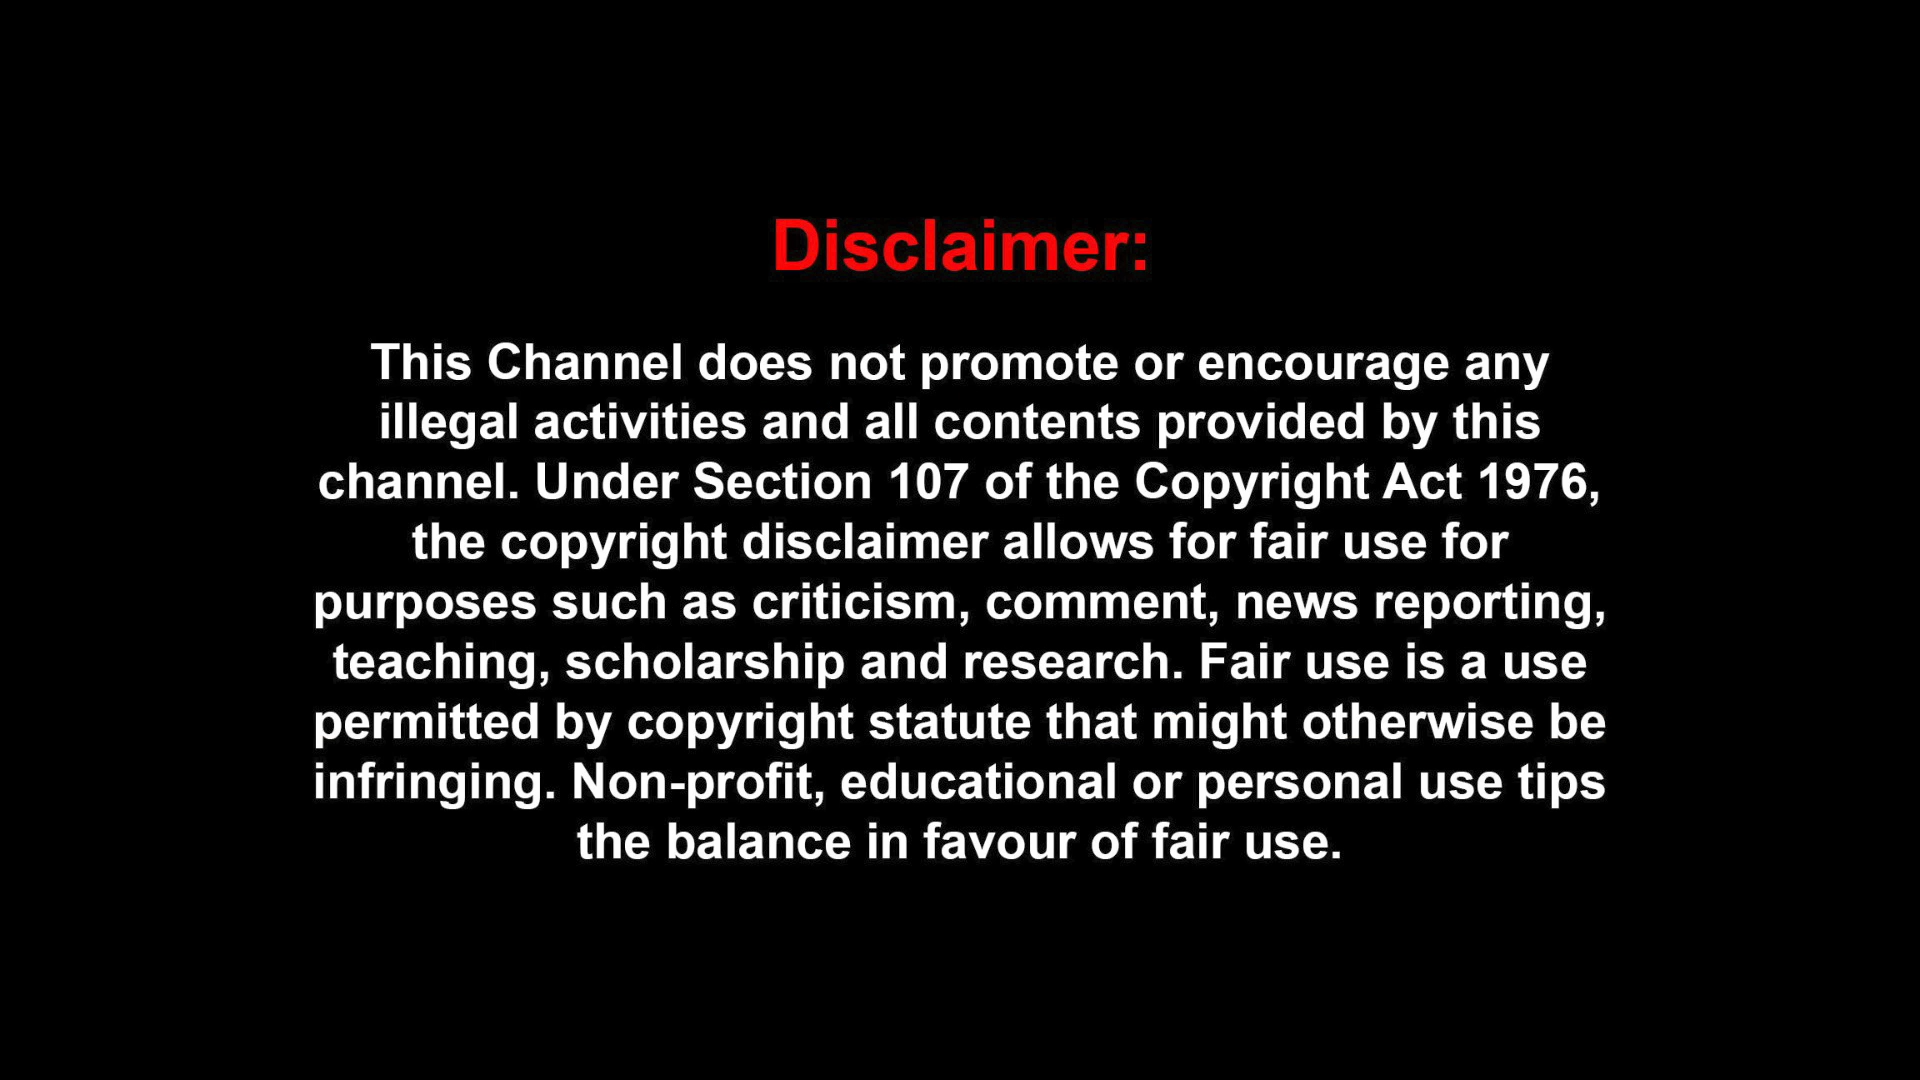 Disclaimer:
This Channel does not promote or encourage any
illegal activities and all contents provided by this
channel. Under Section 107 of the Copyright Act 1976,
the copyright disclaimer allows for fair use for
purposes such as criticism, comment, news reporting,
teaching, scholarship and research. Fair use is a use
permitted by copyright statute that might otherwise be
infringing. Non-profit, educational or personal use tips
the balance in favour of fair use.